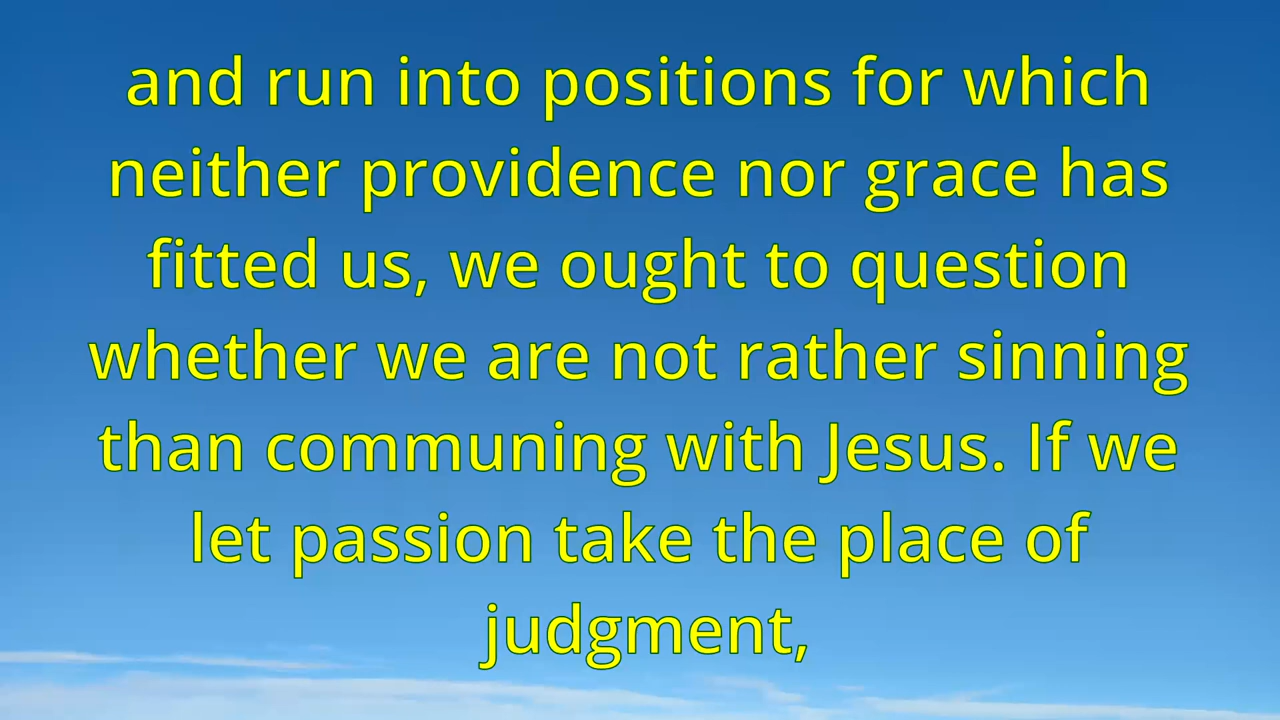 and run into positions for which
neither providence nor grace has
fitted us, we ought to question
whether we are not rather sinning
than communing with Jesus. If we
let passion take the place of
judgment,